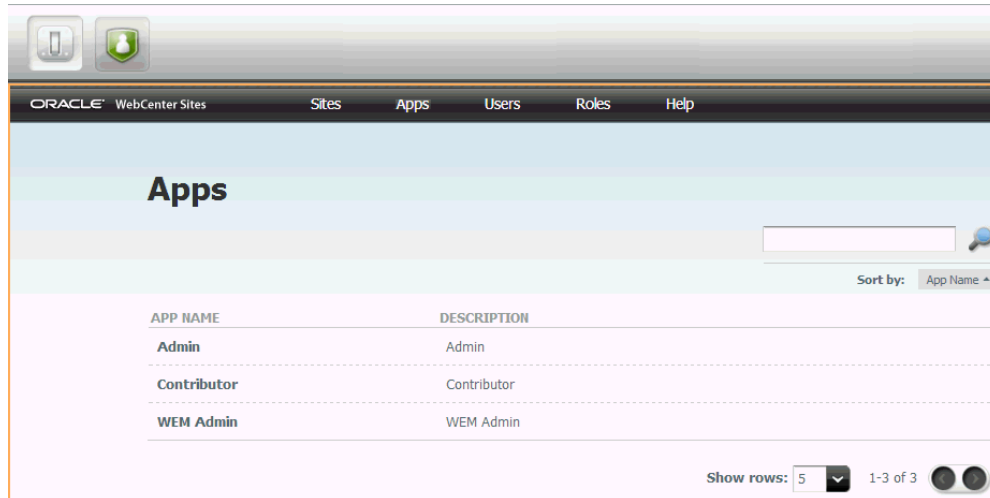 ORACLE WebCenter Sites Sites Apps Users Roles Help
Apps
Sort by: App Name
APP NAME DESCRIPTION
Admin Admin
Contributor Contributor
WEM Admin WEM Admin
Show rows: 5 1-3 of 3